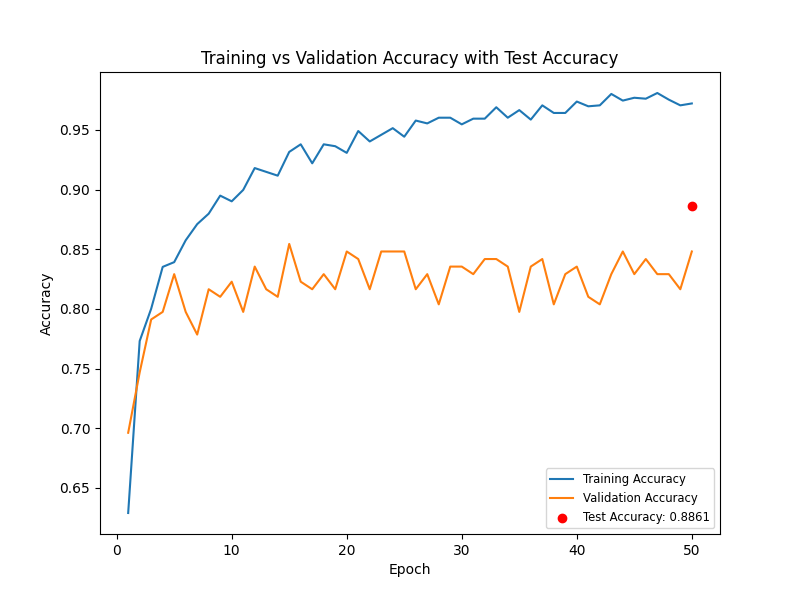 Training vs Validation Accuracy with Test Accuracy
Accuracy
0.95
0.90
0.85
0.80
0.75
0.70
0.65
0
10
20
30
40
50
Epoch
Training Accuracy
Validation Accuracy
Test Accuracy: 0.8861